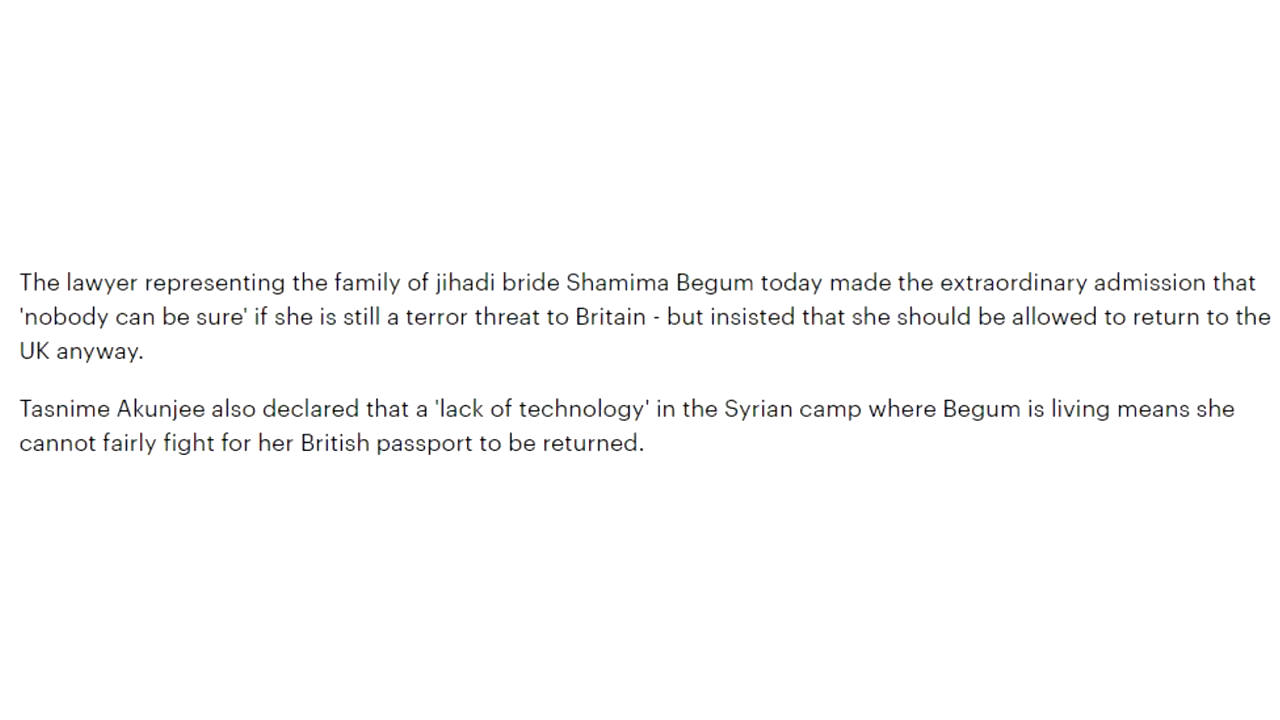 The lawyer representing the family of jihadi bride Shamima Begum today made the extraordinary admission that
'nobody can be sure' if she is still a terror threat to Britain - but insisted that she should be allowed to return to the
UK anyway.
Tasnime Akunjee also declared that a 'lack of technology' in the Syrian camp where Begum is living means she
cannot fairly fight for her British passport to be returned.